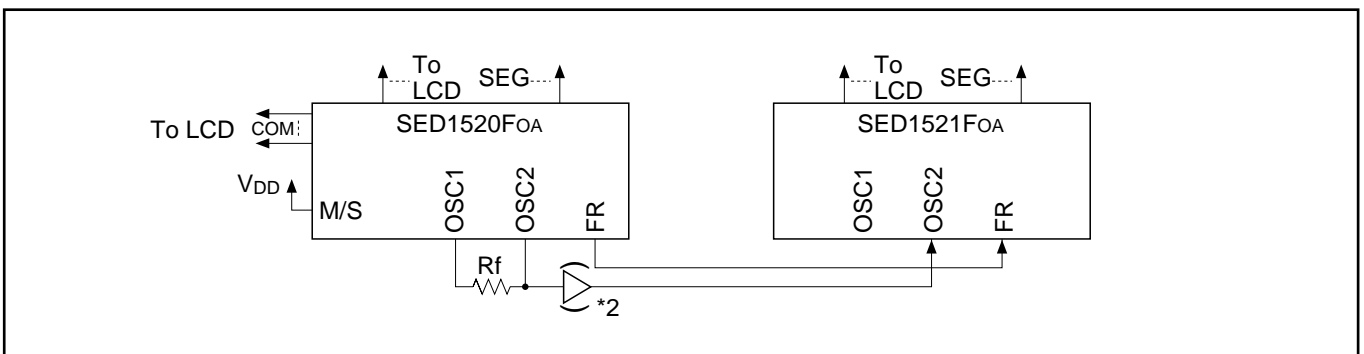 To
LCD
SEG
To
LCD
SEG
To LCD
COM
SED1520FOA
SED1521FOA
VDD
M/S
OSC1
OSC2
FR
OSC1
OSC2
FR
Rf
*2